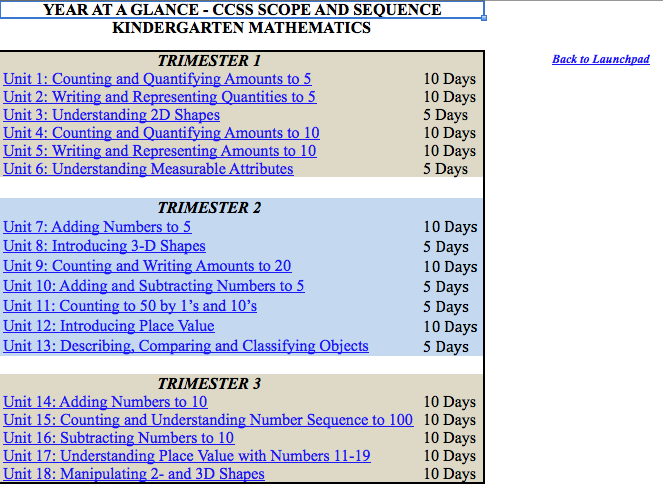 YEAR AT A GLANCE - CCSS SCOPE AND SEQUENCE
KINDERGARTEN MATHEMATICS
TRIMESTER 1
Back to Launchpad
Unit 1: Counting and Quantifying Amounts to 5 10 Days
Unit 2: Writing and Representing Quantities to 5 10 Days
Unit 3: Understanding 2D Shapes 5 Days
Unit 4: Counting and Quantifying Amounts to 10 10 Days
Unit 5: Writing and Representing Amounts to 10 10 Days
Unit 6: Understanding Measurable Attributes 5 Days
TRIMESTER 2
Unit 7: Adding Numbers to 5 10 Days
Unit 8: Introducing 3-D Shapes 5 Days
Unit 9: Counting and Writing Amounts to 20 10 Days
Unit 10: Adding and Subtracting Numbers to 5 5 Days
Unit 11: Counting to 50 by 1’s and 10’s 5 Days
Unit 12: Introducing Place Value 10 Days
Unit 13: Describing, Comparing and Classifying Objects 5 Days
TRIMESTER 3
Unit 14: Adding Numbers to 10 10 Days
Unit 15: Counting and Understanding Number Sequence to 100 10 Days
Unit 16: Subtracting Numbers to 10 10 Days
Unit 17: Understanding Place Value with Numbers 11-19 10 Days
Unit 18: Manipulating 2- and 3D Shapes 10 Days